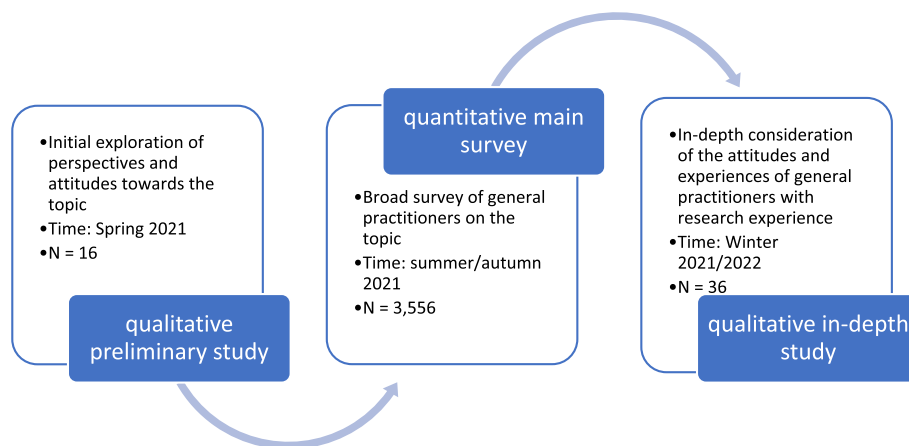 •Initial exploration of
perspectives and
attitudes towards the
topic
•Time: Spring 2021
•N = 16
qualitative
preliminary study
quantitative main
survey
•Broad survey of general
practitioners on the
topic
•Time: summer/autumn
2021
•N = 3,556
•In-depth consideration
of the attitudes and
experiences of general
practitioners with
research experience
•Time: Winter
2021/2022
•N = 36
qualitative in-depth
study